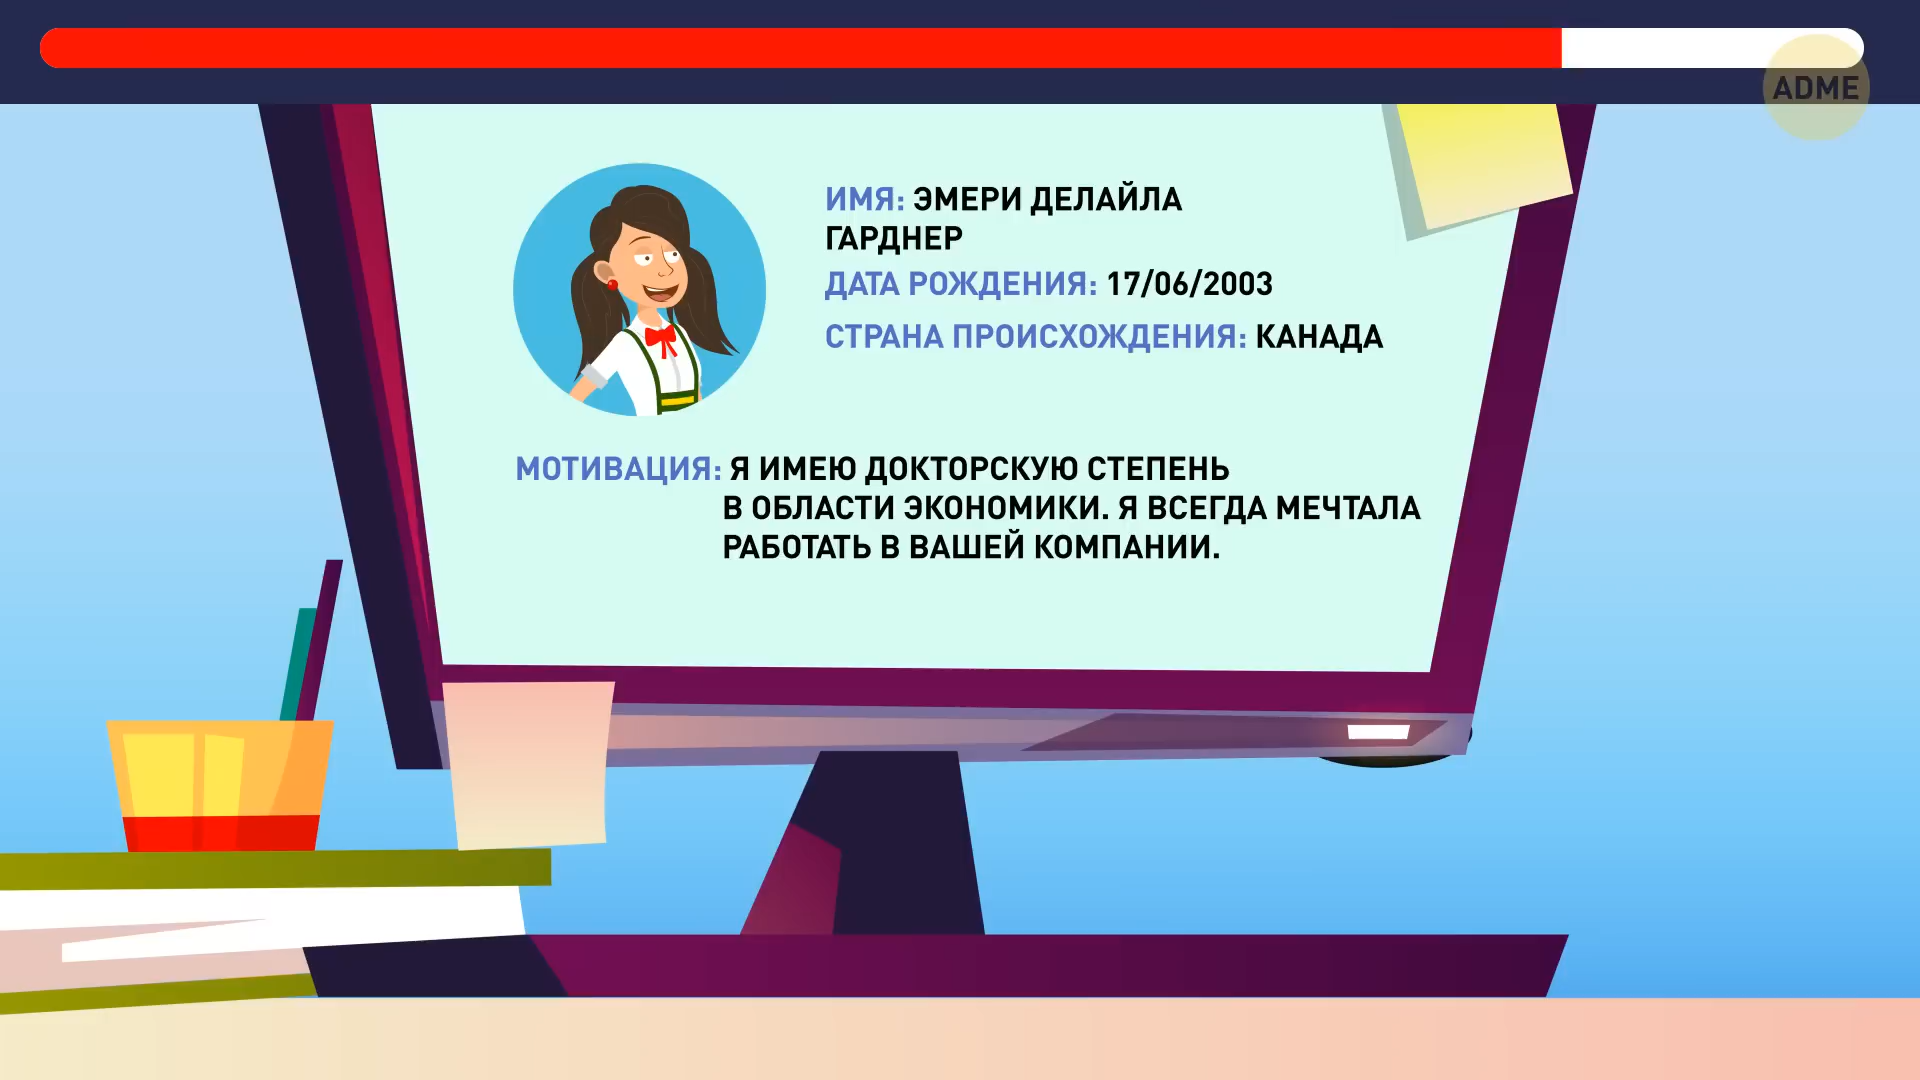 ADME
ИМЯ: ЭМЕРИ ДЕЛАЙЛА
ГАРДНЕР
ДАТА РОЖДЕНИЯ: 17/06/2003
СТРАНА ПРОИСХОЖДЕНИЯ: КАНАДА
МОТИВАЦИЯ: Я ИМЕЮ ДОКТОРСКУЮ СТЕПЕНЬ
В ОБЛАСТИ ЭКОНОМИКИ. Я ВСЕГДА МЕЧТАЛА
РАБОТАТЬ В ВАШЕЙ КОМПАНИИ.